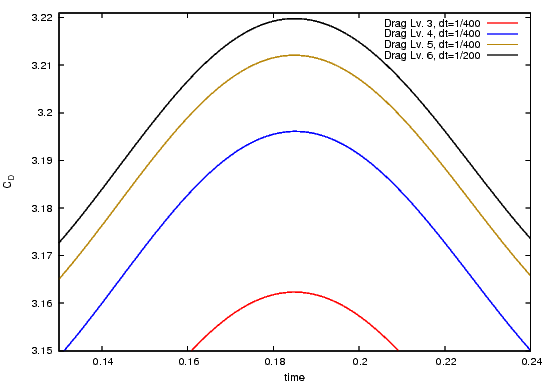 3.22
3.21
3.2
3.19
3.18
3.17
3.16
3.15
C_D
0.14
0.16
0.18
0.2
0.22
0.24
time
Drag Lv. 3, dt=1/400
Drag Lv. 4, dt=1/400
Drag Lv. 5, dt=1/400
Drag Lv. 6, dt=1/200